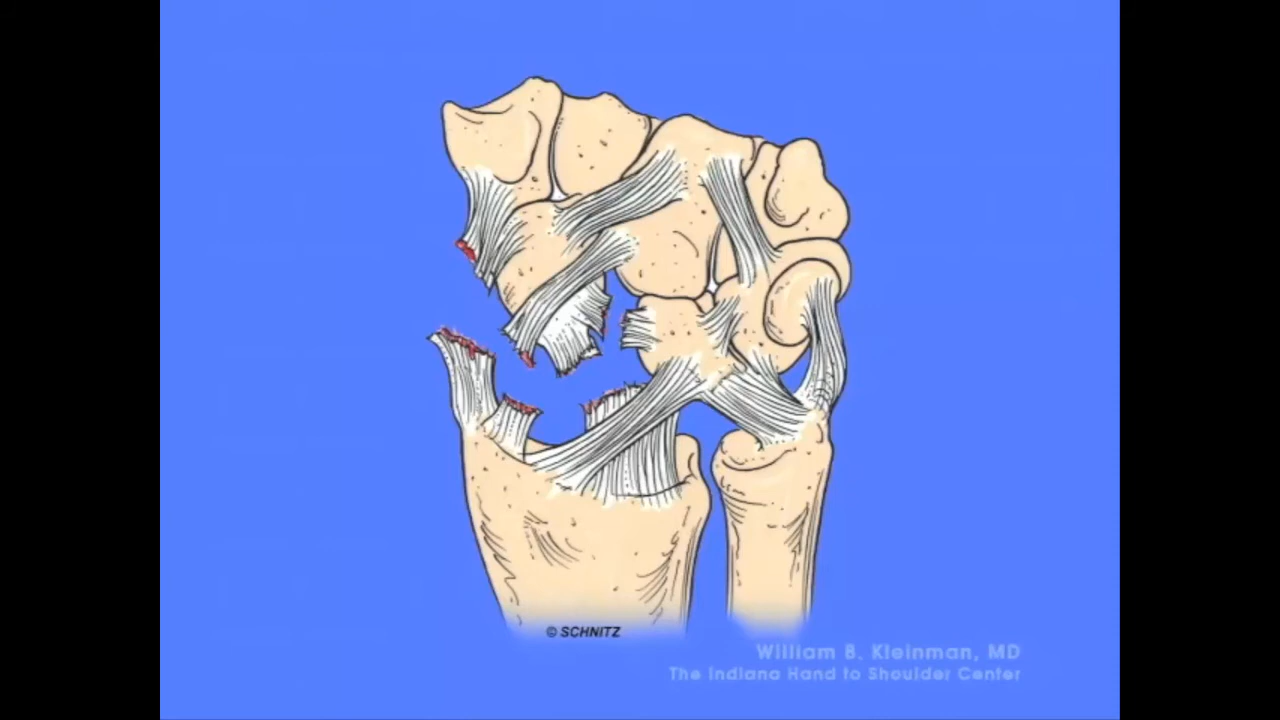 © SCHNITZ
William B. Kleinman, MD
The Indiana Hand to Shoulder Center